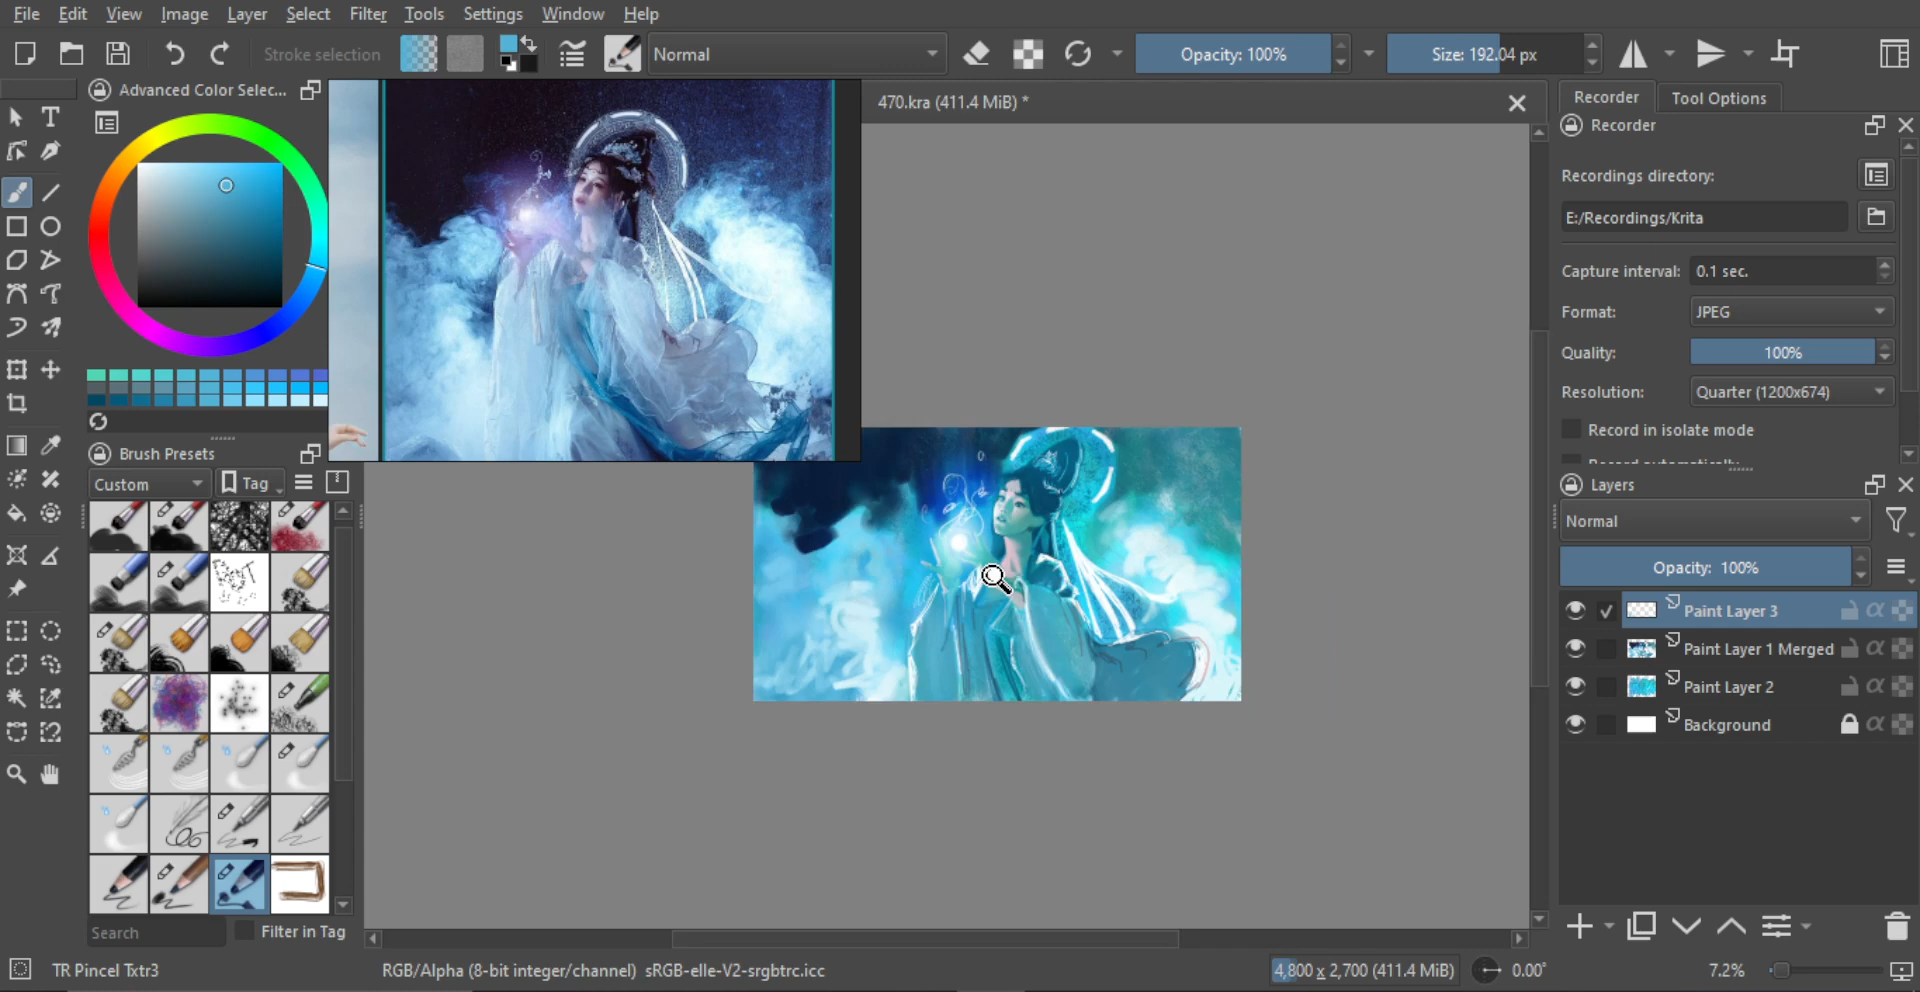 File Edit View Image Layer Select Filter Tools Settings Window Help
Stroke selection
Normal
Opacity: 100%
Size: 192.04 px
Advanced Color Selec...
470.kra (411.4 MiB) *
Recorder
Tool Options
Recorder
Recordings directory:
E:/Recordings/Krita
Capture interval: 0.1 sec.
Format: JPEG
Quality: 100%
Resolution: Quarter (1200x674)
Record in isolate mode
Record automatically
Brush Presets
Custom
Tag
Layers
Normal
Opacity: 100%
Paint Layer 3
Paint Layer 1 Merged
Paint Layer 2
Background
Search
Filter in Tag
TR Pincel Txtr3
RGB/Alpha (8-bit integer/channel) sRGB-elle-V2-srgbtrc.icc
4,800 x 2,700 (411.4 MiB)
0.00°
7.2%